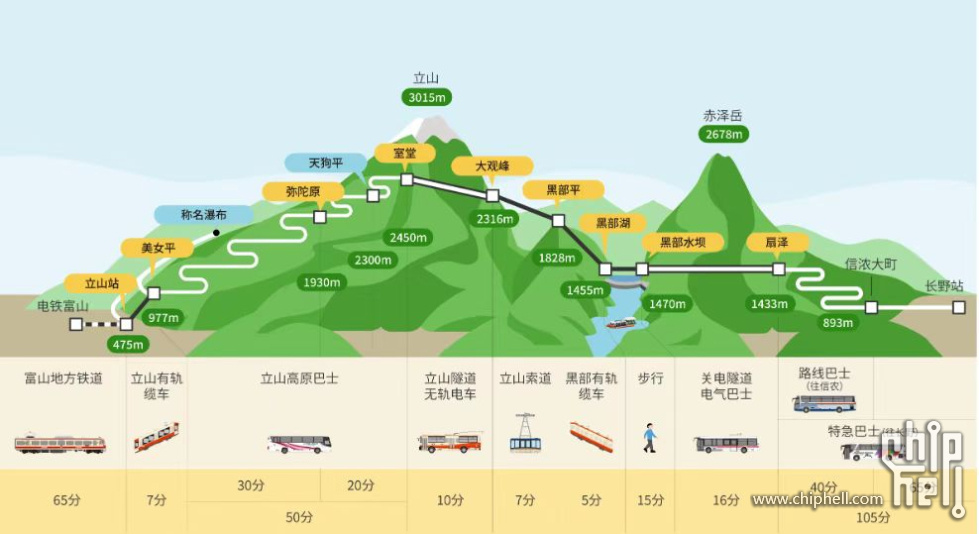 立山
3015m
赤泽岳
2678m
室堂
天狗平
大观峰
弥陀原
黑部平
称名瀑布
2316m
黑部湖
美女平
2450m
黑部水坝
扇泽
2300m
1828m
信浓大町
立山站
1930m
1455m
长野站
电铁富山
977m
1470m
1433m
893m
475m
富山地方铁道
立山有轨
缆车
立山高原巴士
立山隧道
无轨电车
立山索道
黑部有轨
缆车
步行
关电隧道
电气巴士
路线巴士
(往信农)
特急巴士(往长野)
65分
7分
30分
20分
50分
10分
7分
5分
15分
16分
40分
65分
105分
www.chiphell.com
chip
hell